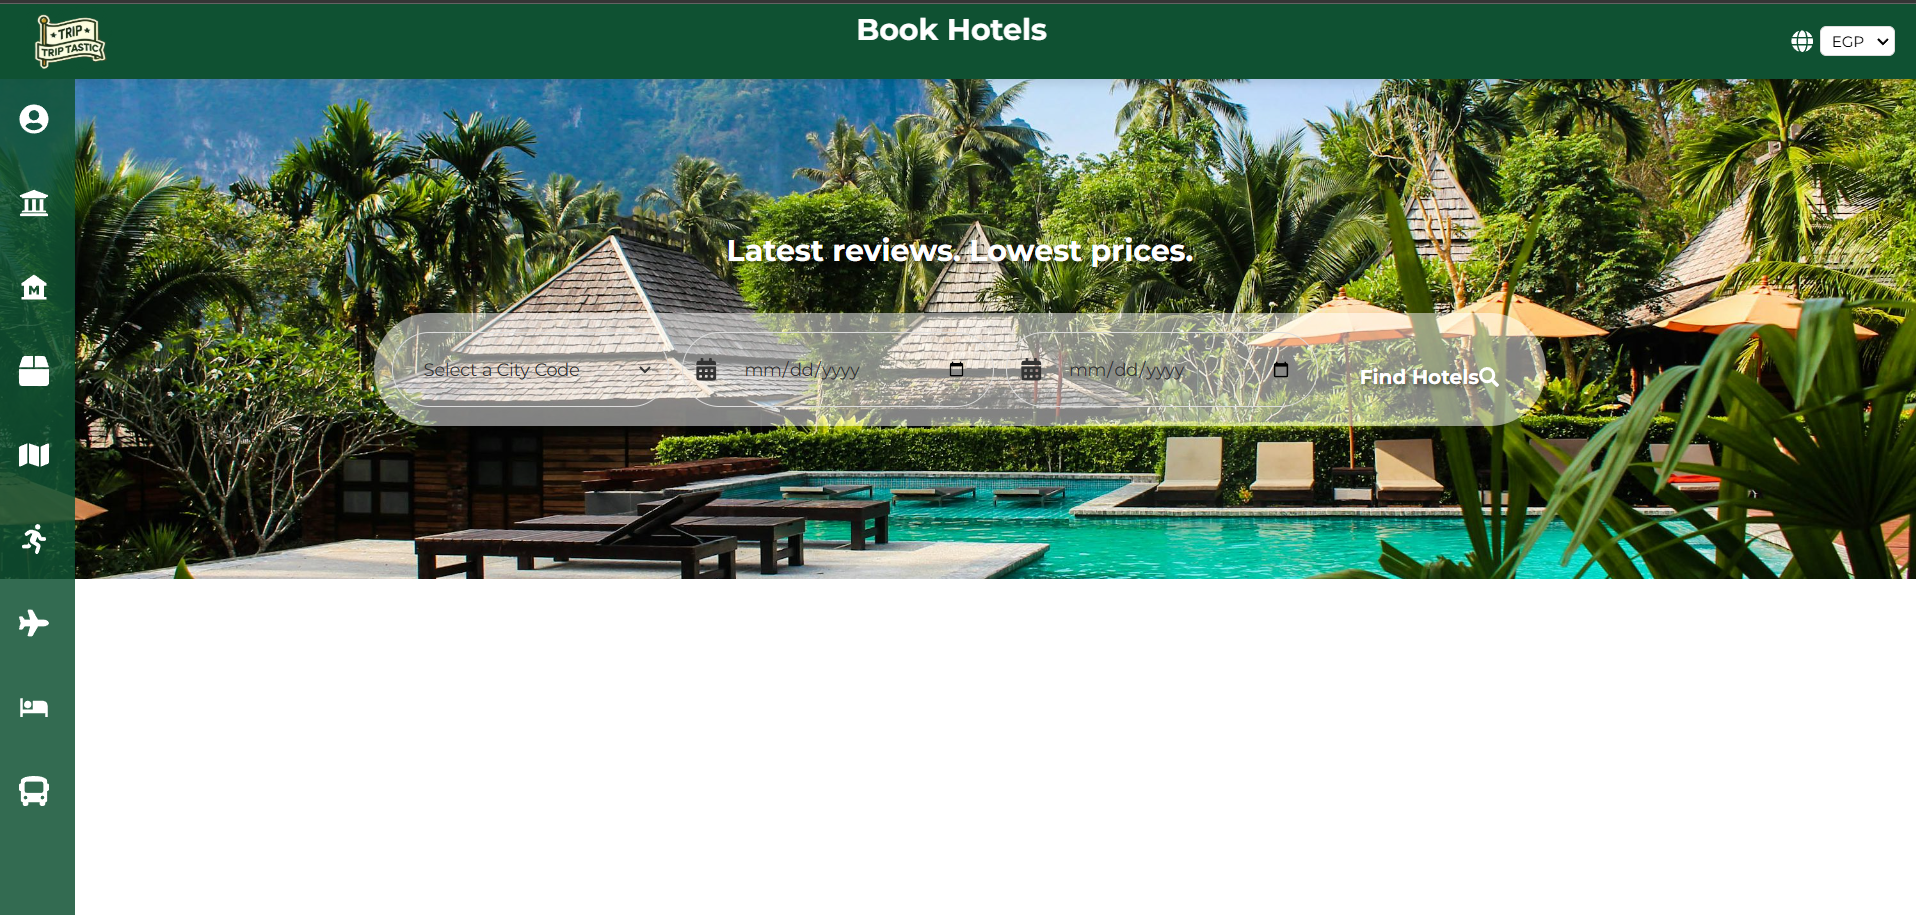 TRIP
TRIP TASTIC
Book Hotels
EGP
M
Latest reviews. Lowest prices.
Select a City Code
mm/dd/yyyy
mm/dd/yyyy
Find Hotels